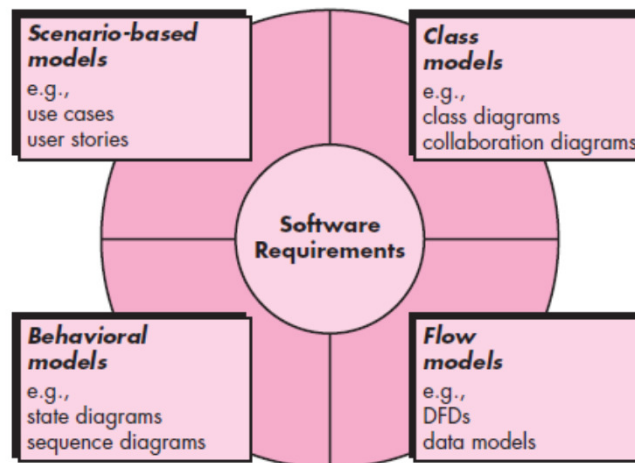 Scenario-based
models
e.g.,
use cases
user stories
Class
models
e.g.,
class diagrams
collaboration diagrams
Software
Requirements
Behavioral
models
e.g.,
state diagrams
sequence diagrams
Flow
models
e.g.,
DFDs
data models